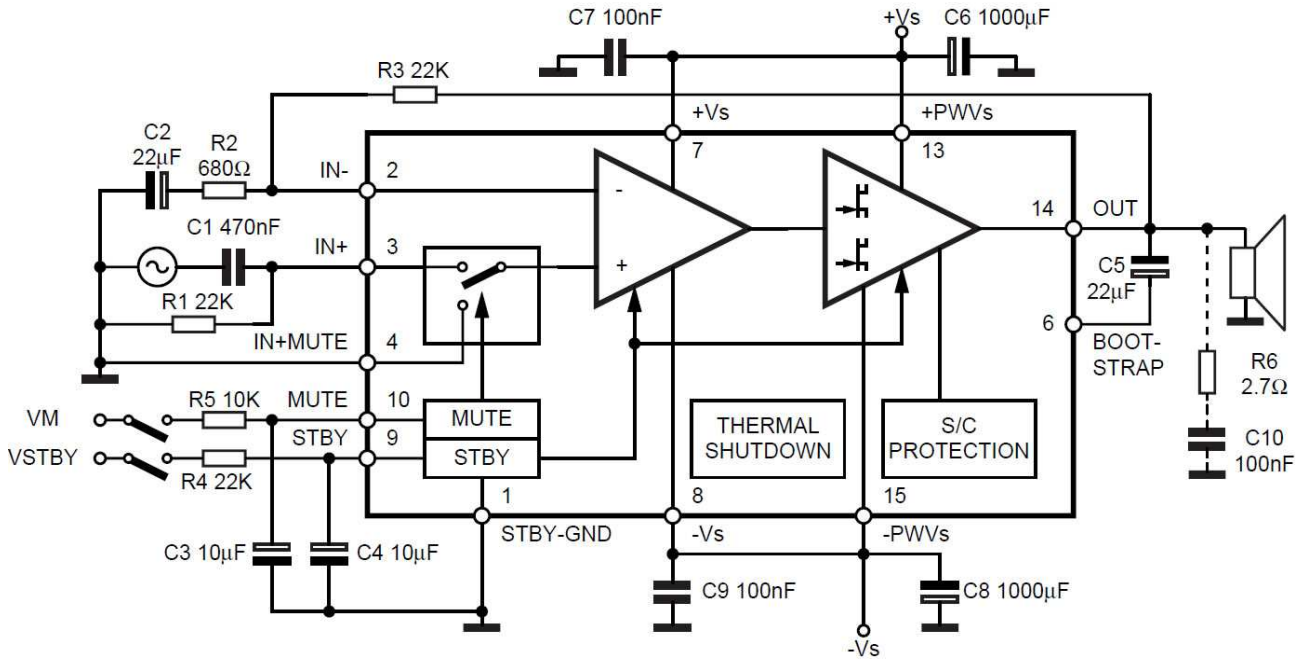 C7 100nF
+Vs
C6 1000µF
R3 22K
+Vs
+PWVs
C2
22µF
R2
680Ω
IN-
2
7
13
-
C1 470nF
IN+
3
14
OUT
+
C5
22µF
R1 22K
IN+MUTE
4
6
BOOT-
STRAP
R6
2.7Ω
VM
R5 10K
MUTE
10
MUTE
THERMAL
SHUTDOWN
S/C
PROTECTION
VSTBY
R4 22K
STBY
9
STBY
C10
100nF
1
8
15
STBY-GND
-Vs
-PWVs
C3 10µF
C4 10µF
C9 100nF
C8 1000µF
-Vs